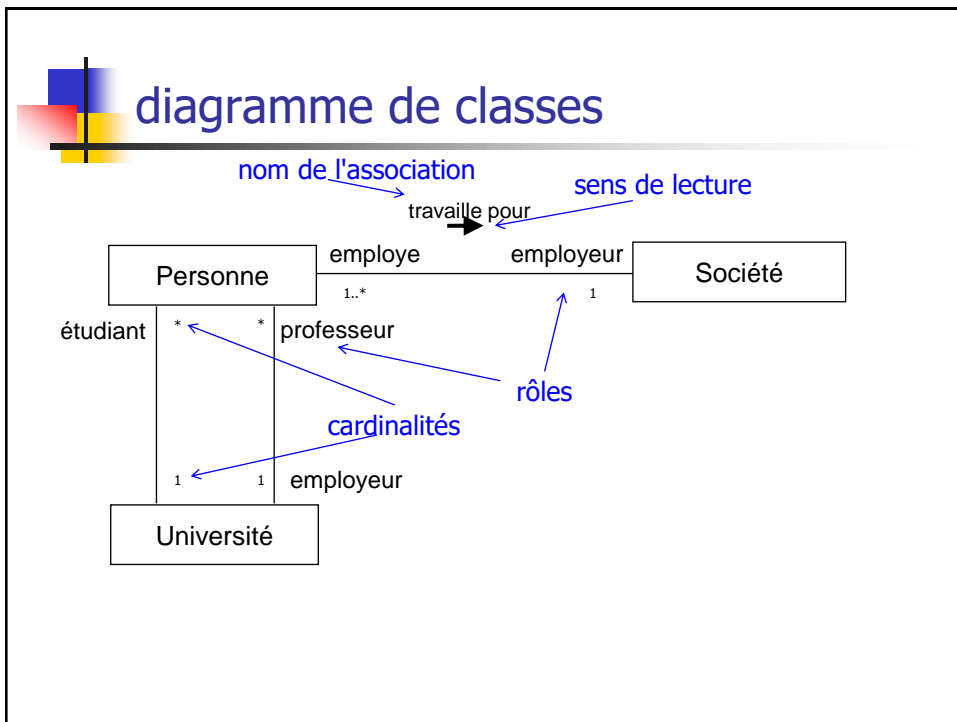 diagramme de classes
nom de l'association
sens de lecture
travaille pour
employe
employeur
Personne
Société
1..*
1
étudiant
*
*
professeur
rôles
cardinalités
1
1
employeur
Université